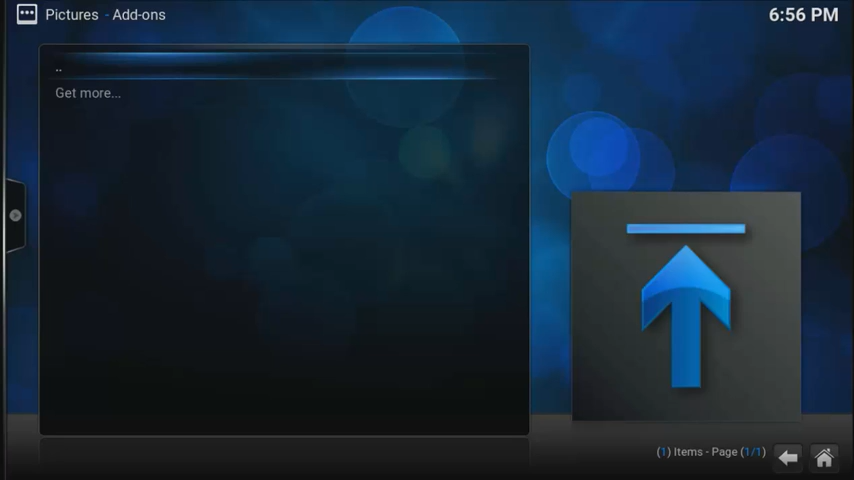 Pictures - Add-ons
6:56 PM
..
Get more...
(1) Items - Page (1/1)